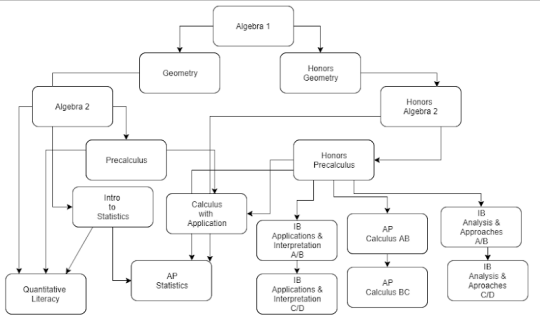 Algebra 1
Geometry
Honors
Geometry
Algebra 2
Honors
Algebra 2
Precalculus
Honors
Precalculus
Intro
to
Statistics
Calculus
with
Application
IB
Applications &
Interpretation
A/B
AP
Calculus AB
IB
Analysis &
Approaches
A/B
Quantitative
Literacy
AP
Statistics
IB
Applications &
Interpretation
C/D
AP
Calculus BC
IB
Analysis &
Aproaches
C/D